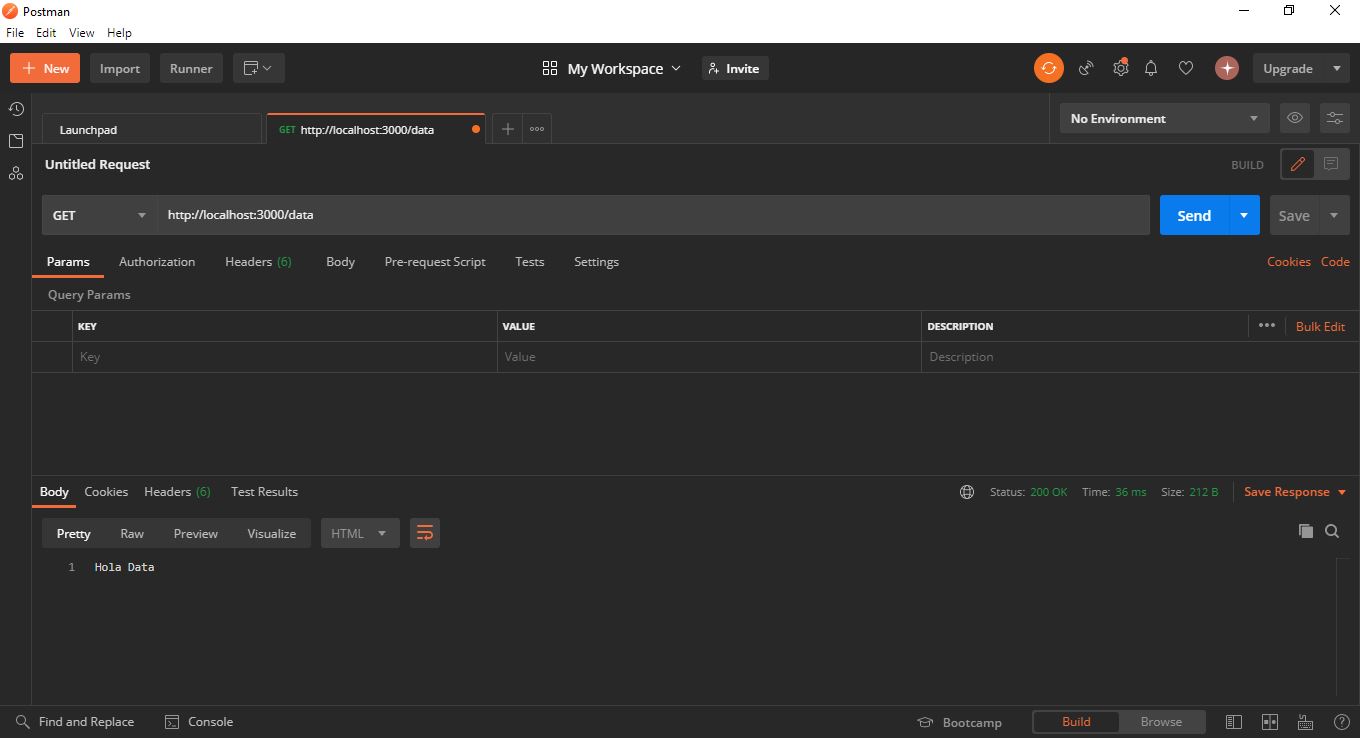 Postman
File Edit View Help
+ New Import Runner My Workspace Invite Upgrade
Launchpad GET http://localhost:3000/data No Environment
Untitled Request BUILD
GET http://localhost:3000/data Send Save
Params Authorization Headers (6) Body Pre-request Script Tests Settings Cookies Code
Query Params
KEY VALUE DESCRIPTION ••• Bulk Edit
Key Value Description
Body Cookies Headers (6) Test Results Status: 200 OK Time: 36 ms Size: 212 B Save Response
Pretty Raw Preview Visualize HTML
1 Hola Data
Find and Replace Console Bootcamp Build Browse